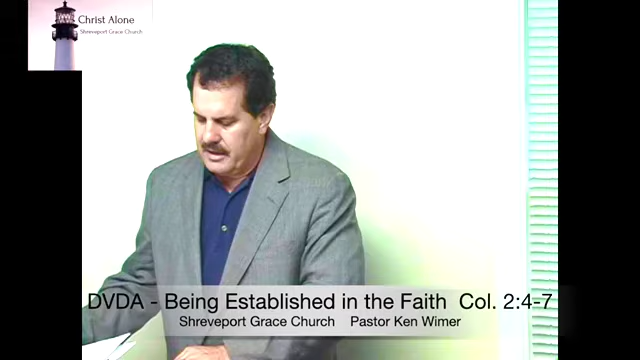 Christ Alone
Shreveport Grace Church
DVDA - Being Established in the Faith  Col. 2:4-7
Shreveport Grace Church    Pastor Ken Wimer